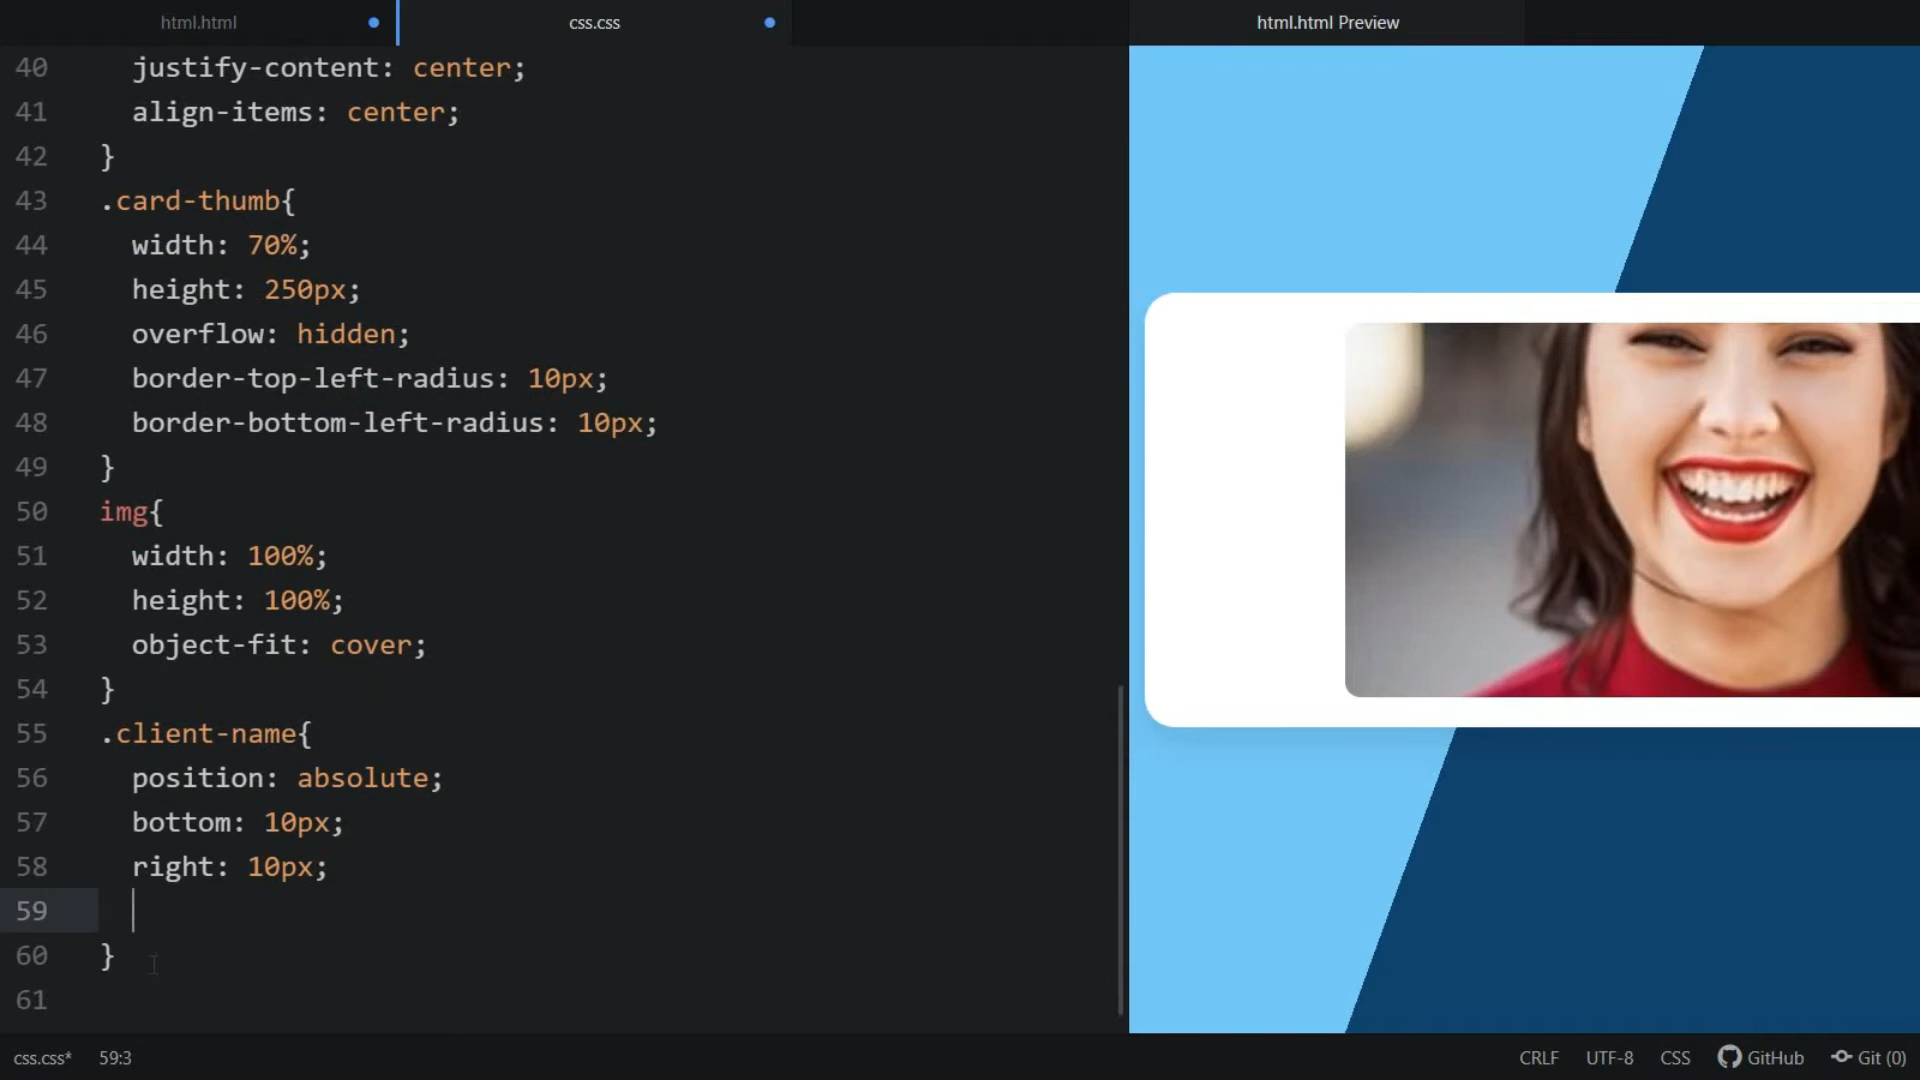 html.html
css.css
html.html Preview
40 justify-content: center;
41 align-items: center;
42 }
43 .card-thumb{
44 width: 70%;
45 height: 250px;
46 overflow: hidden;
47 border-top-left-radius: 10px;
48 border-bottom-left-radius: 10px;
49 }
50 img{
51 width: 100%;
52 height: 100%;
53 object-fit: cover;
54 }
55 .client-name{
56 position: absolute;
57 bottom: 10px;
58 right: 10px;
59
60 }
61
css.css* 59:3 CRLF UTF-8 CSS GitHub Git (0)